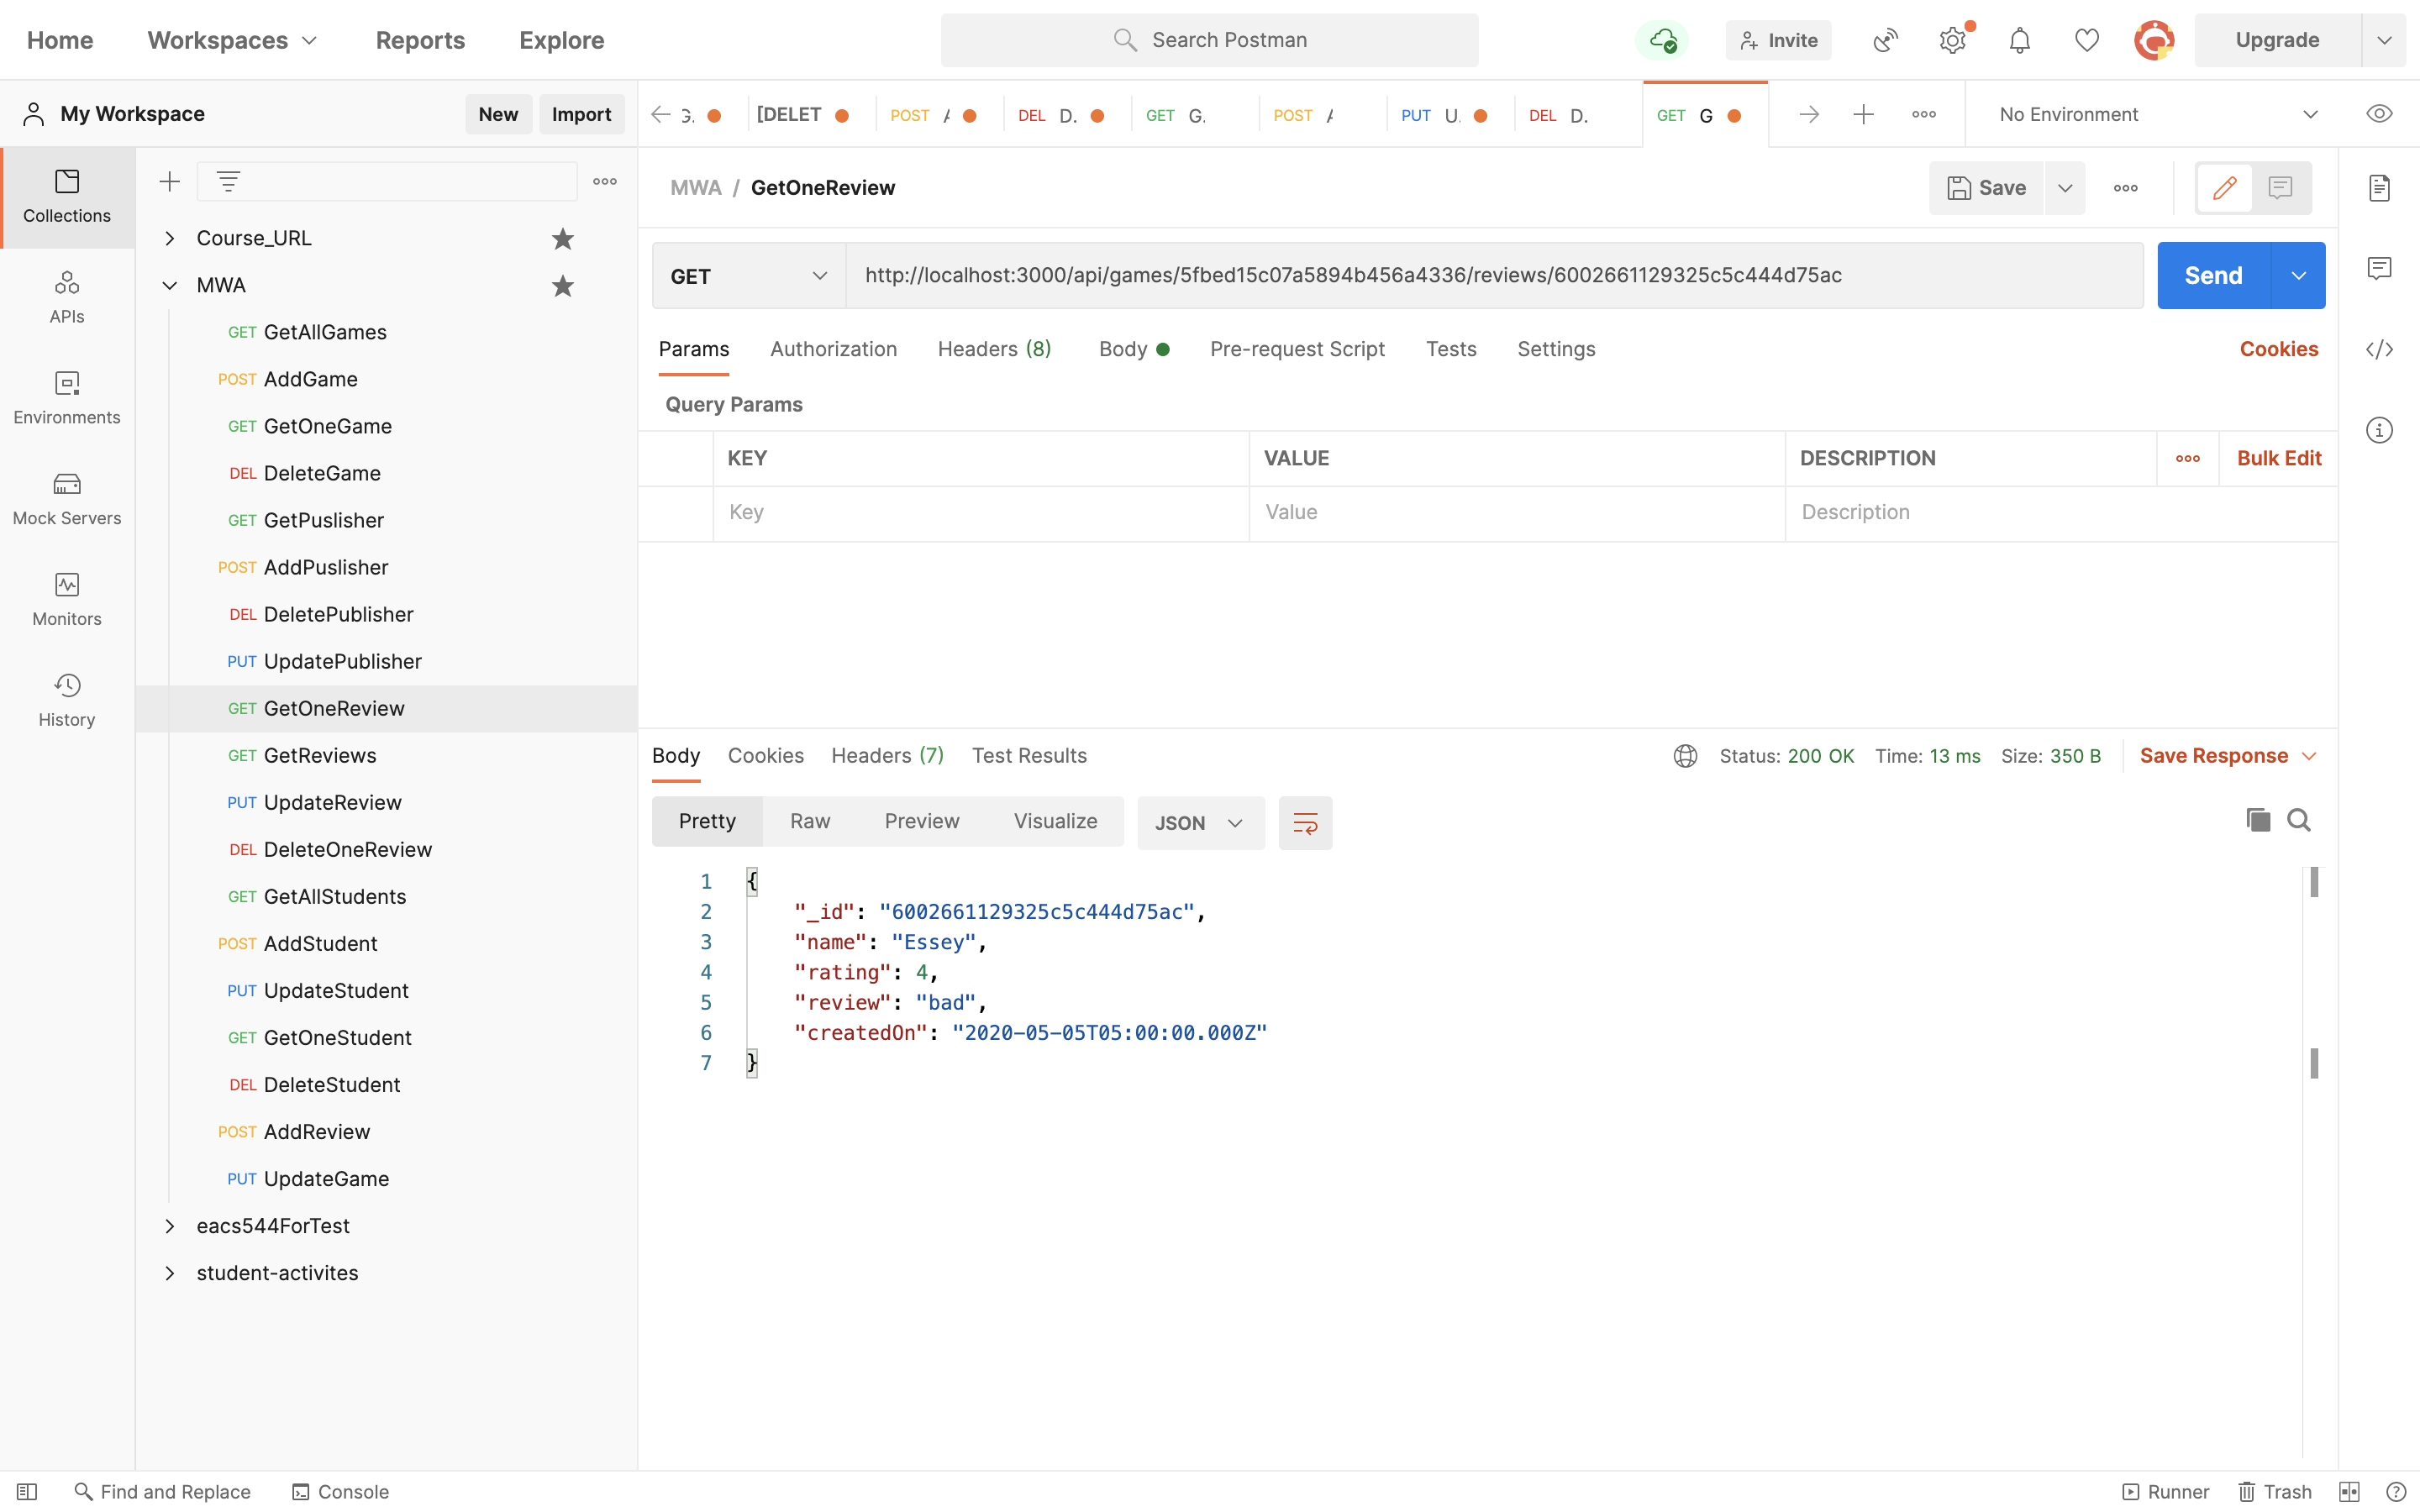 Home Workspaces Reports Explore Search Postman Invite Upgrade
My Workspace New Import
G. [DELET POST DEL D. GET G. POST PUT U. DEL D. GET G No Environment
Collections
APIs
Environments
Mock Servers
Monitors
History
Course_URL
MWA
GET GetAllGames
POST AddGame
GET GetOneGame
DEL DeleteGame
GET GetPuslisher
POST AddPuslisher
DEL DeletePublisher
PUT UpdatePublisher
GET GetOneReview
GET GetReviews
PUT UpdateReview
DEL DeleteOneReview
GET GetAllStudents
POST AddStudent
PUT UpdateStudent
GET GetOneStudent
DEL DeleteStudent
POST AddReview
PUT UpdateGame
eacs544ForTest
student-activites
MWA / GetOneReview Save
GET http://localhost:3000/api/games/5fbed15c07a5894b456a4336/reviews/6002661129325c5c444d75ac Send
Params Authorization Headers (8) Body Pre-request Script Tests Settings Cookies
Query Params
KEY VALUE DESCRIPTION Bulk Edit
Key Value Description
Body Cookies Headers (7) Test Results Status: 200 OK Time: 13 ms Size: 350 B Save Response
Pretty Raw Preview Visualize JSON
1 {
2 "_id": "6002661129325c5c444d75ac",
3 "name": "Essey",
4 "rating": 4,
5 "review": "bad",
6 "createdOn": "2020-05-05T05:00:00.000Z"
7 }
Find and Replace Console Runner Trash